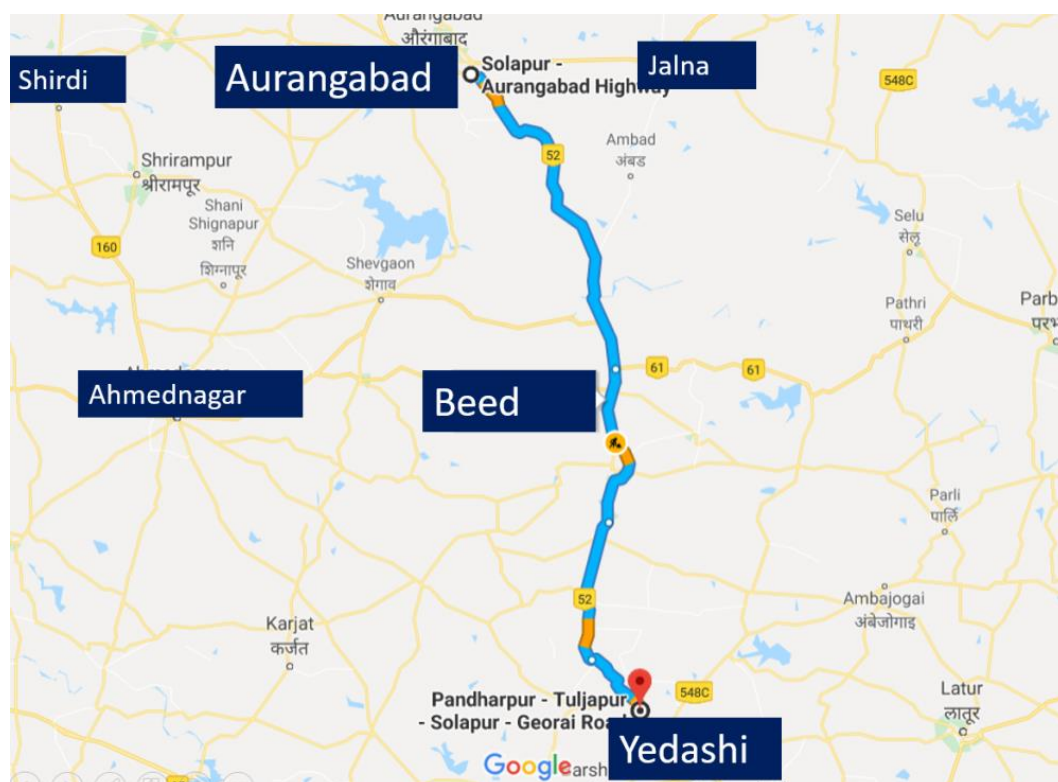 Aurangabad
औरंगाबाद
Shirdi
Aurangabad
Solapur -
Aurangabad Highway
Jalna
548C
Ambad
अंबड
52
Shrirampur
श्रीरामपूर
Shani
Shignapur
शनि
शिंगनापूर
160
Selu
सेलू
Shevgaon
शेगाव
Pathri
पाथरी
Parb
परभ
61
61
Ahmednagar
Beed
Parli
पार्लि
52
Ambajogai
अंबेजोगाइ
Karjat
कर्जत
Pandharpur - Tuljapur
- Solapur - Georai Road
548C
Latur
लातूर
Yedashi
Google
arsh